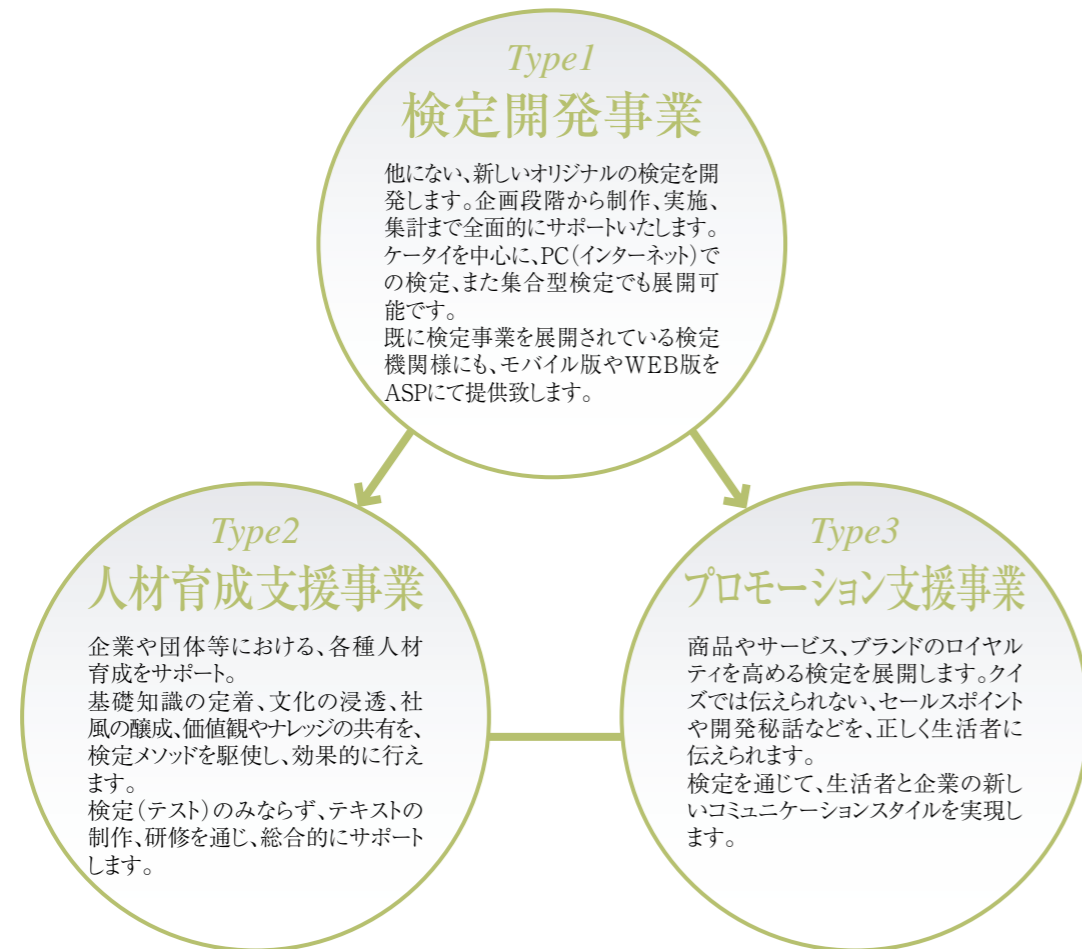 Type1
検定開発事業
他にない、新しいオリジナルの検定を開
発します。企画段階から制作、実施、
集計まで全面的にサポートいたします。
ケータイを中心に、PC(インターネット)で
の検定、また集合型検定でも展開可
能です。
既に検定事業を展開されている検定
機関様にも、モバイル版やWEB版を
ASPにて提供致します。
Type2
人材育成支援事業
企業や団体等における、各種人材
育成をサポート。
基礎知識の定着、文化の浸透、社
風の醸成、価値観やナレッジの共有を、
検定メソッドを駆使し、効果的に行え
ます。
検定(テスト)のみならず、テキストの
制作、研修を通じ、総合的にサポート
します。
Type3
プロモーション支援事業
商品やサービス、ブランドのロイヤル
ティを高める検定を展開します。クイ
ズでは伝えられない、セールスポイント
や開発秘話などを、正しく生活者に
伝えられます。
検定を通じて、生活者と企業の新し
いコミュニケーションスタイルを実現し
ます。